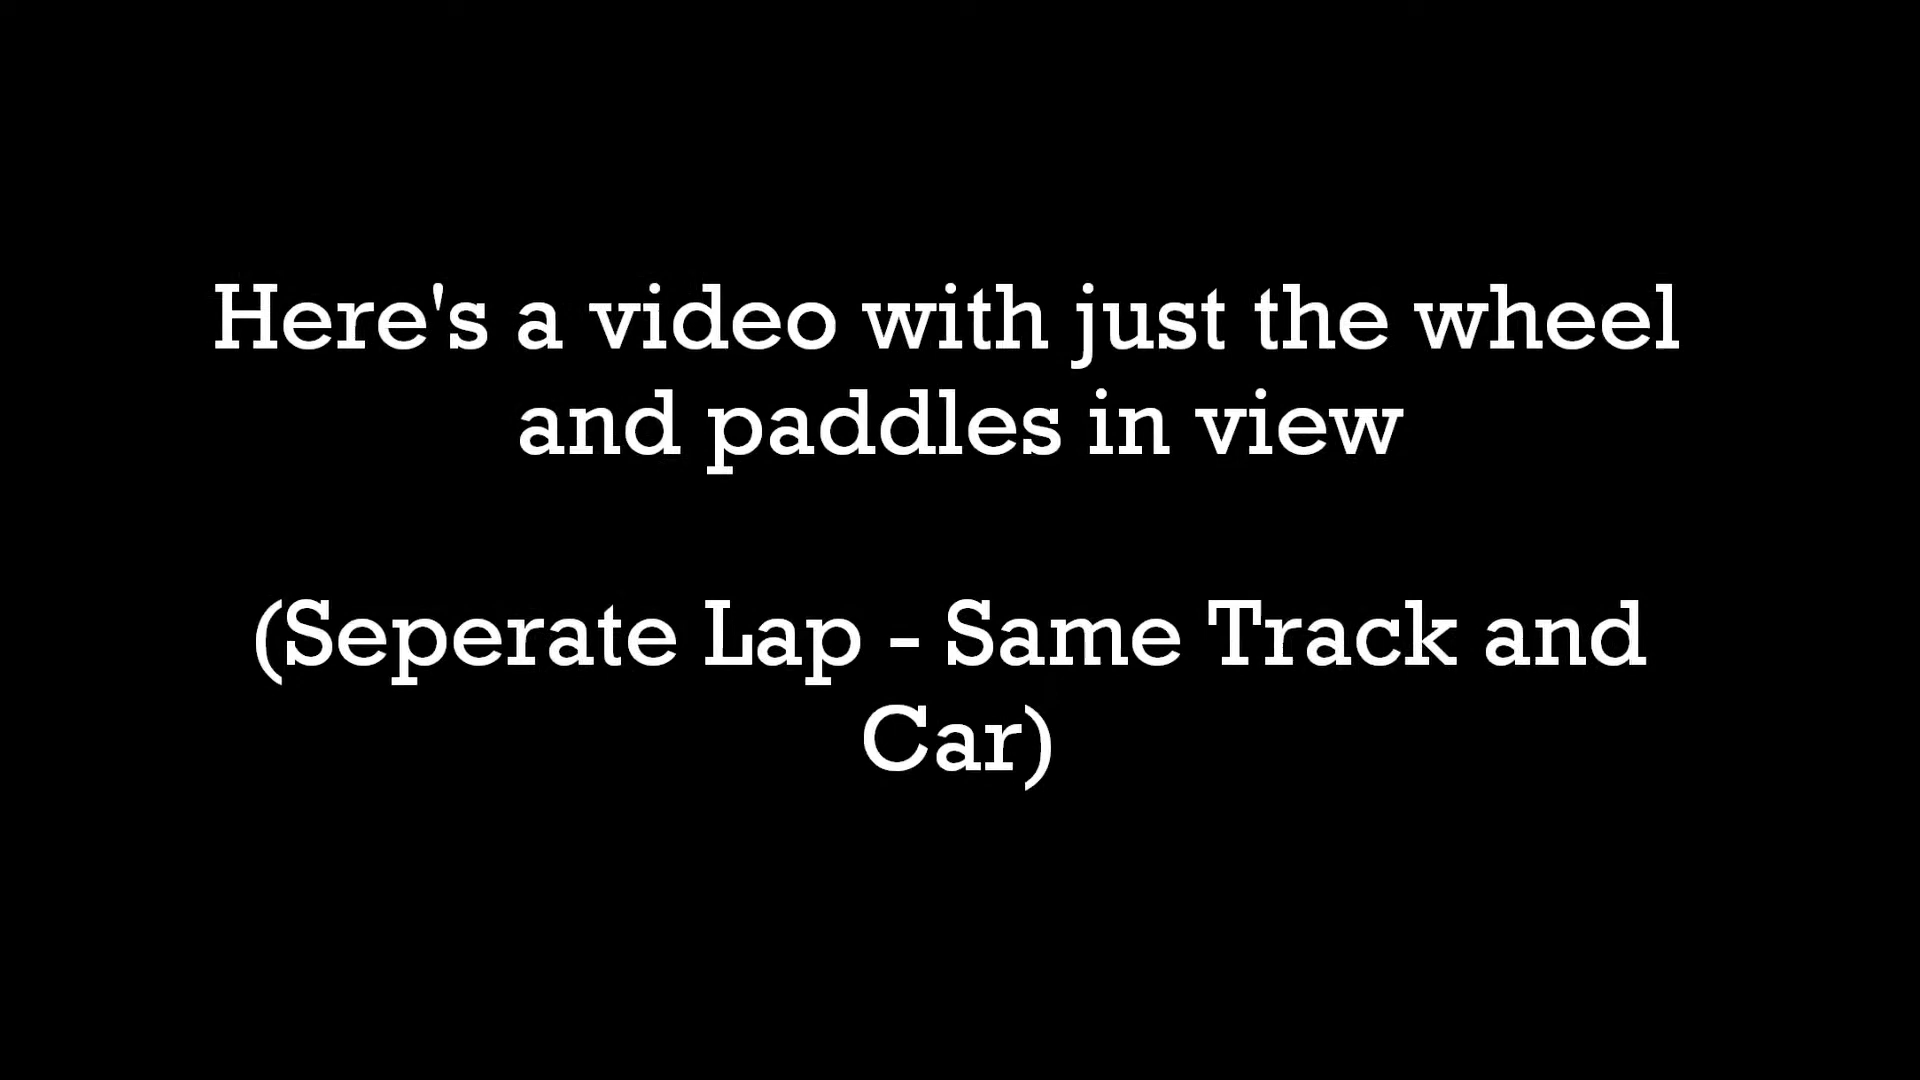 Here's a video with just the wheel
and paddles in view
(Seperate Lap - Same Track and
Car)